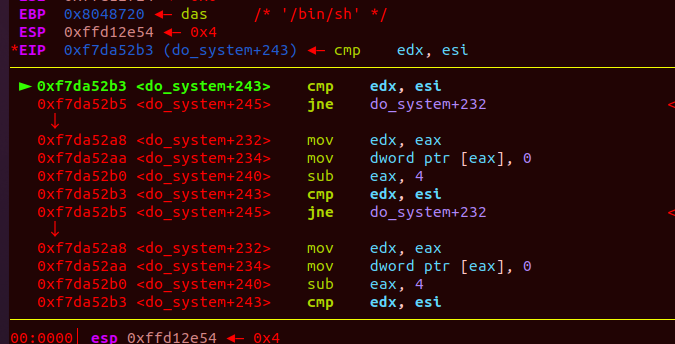 EBP 0x8048720 ◂— das /* '/bin/sh' */
ESP 0xffd12e54 ◂— 0x4
*EIP 0xf7da52b3 (do_system+243) ◂— cmp edx, esi
► 0xf7da52b3 <do_system+243> cmp edx, esi
0xf7da52b5 <do_system+245> jne do_system+232 <
↓
0xf7da52a8 <do_system+232> mov edx, eax
0xf7da52aa <do_system+234> mov dword ptr [eax], 0
0xf7da52b0 <do_system+240> sub eax, 4
0xf7da52b3 <do_system+243> cmp edx, esi
0xf7da52b5 <do_system+245> jne do_system+232 <
↓
0xf7da52a8 <do_system+232> mov edx, eax
0xf7da52aa <do_system+234> mov dword ptr [eax], 0
0xf7da52b0 <do_system+240> sub eax, 4
0xf7da52b3 <do_system+243> cmp edx, esi
00:0000│ esp 0xffd12e54 ◂— 0x4